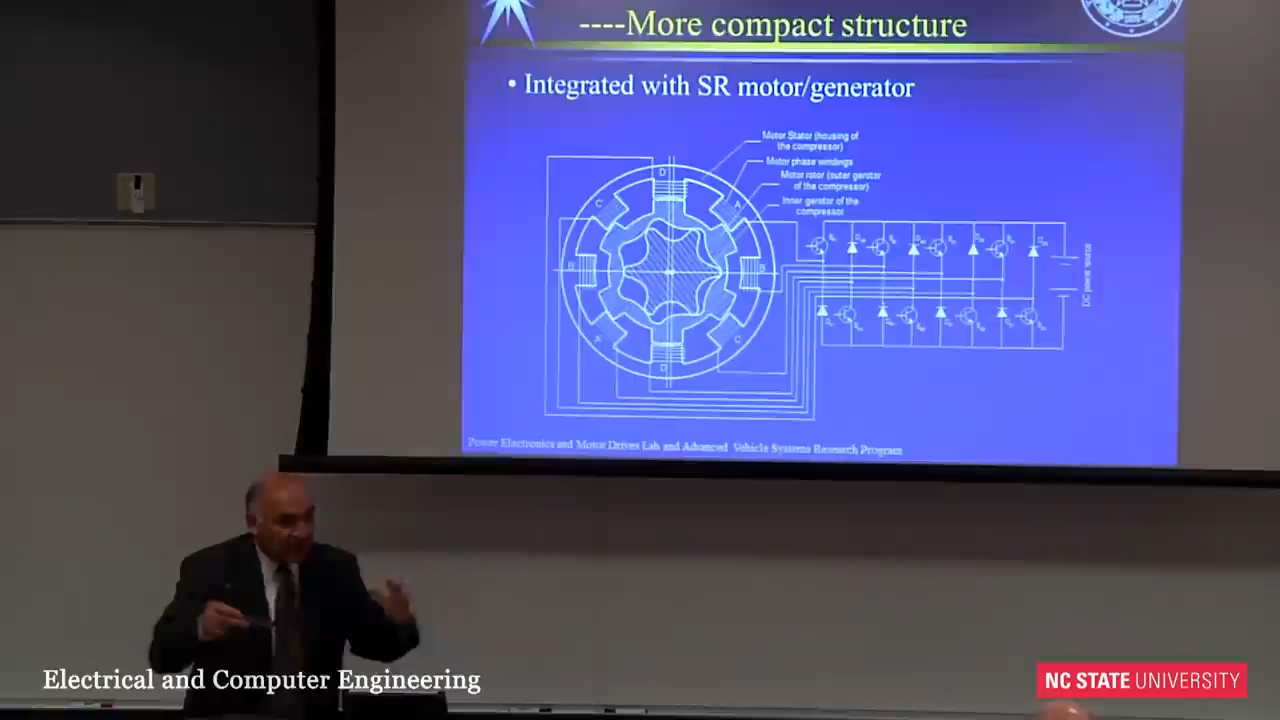 ----More compact structure
• Integrated with SR motor/generator
Motor Stator (housing of
the compressor)
Motor phase windings
Motor rotor (outer gerotor
of the compressor)
Inner gerotor of the
compressor
D'
C'
A
B
A'
C
D
DC power source
Power Electronics and Motor Drives Lab and Advanced Vehicle Systems Research Program
Electrical and Computer Engineering
NC STATE UNIVERSITY